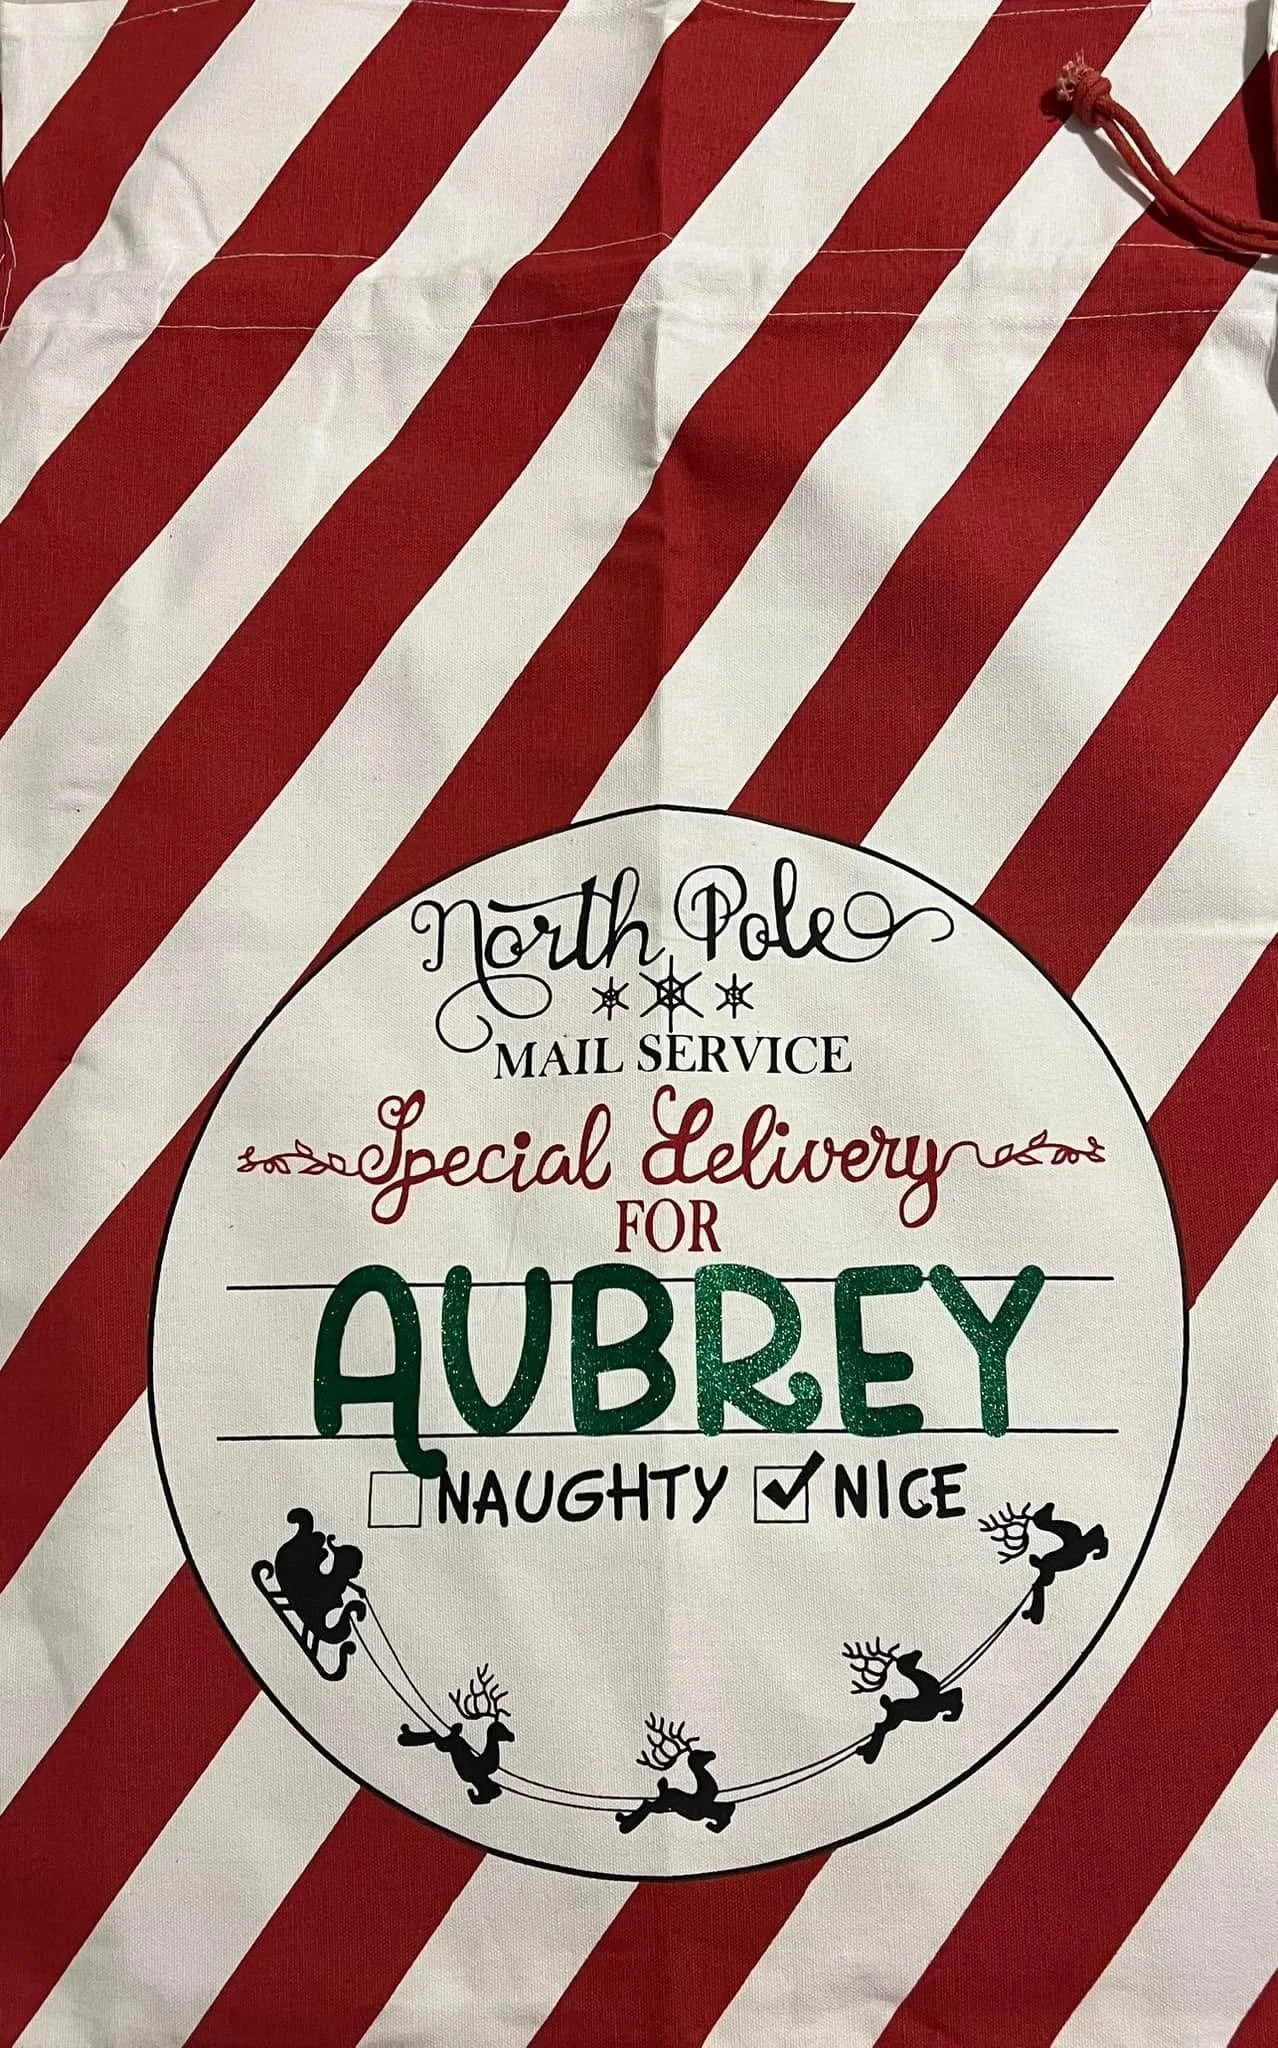 North Pole
MAIL SERVICE
Special delivery
FOR
AUBREY
NAUGHTY NICE